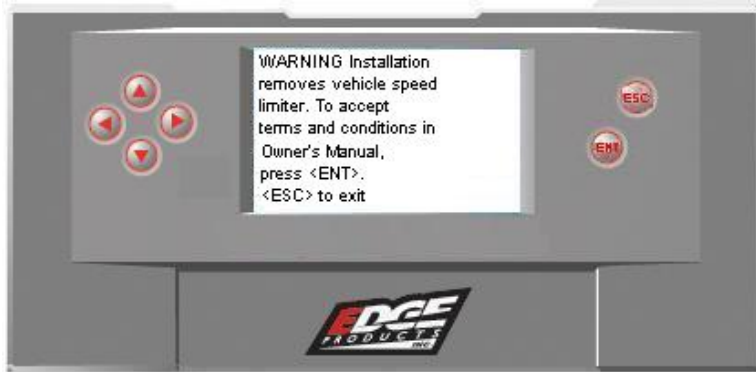 WARNING Installation
removes vehicle speed
limiter. To accept
terms and conditions in
Owner's Manual,
press <ENT>.
<ESC> to exit
ESC
ENT
EDGE
PRODUCTS
INC